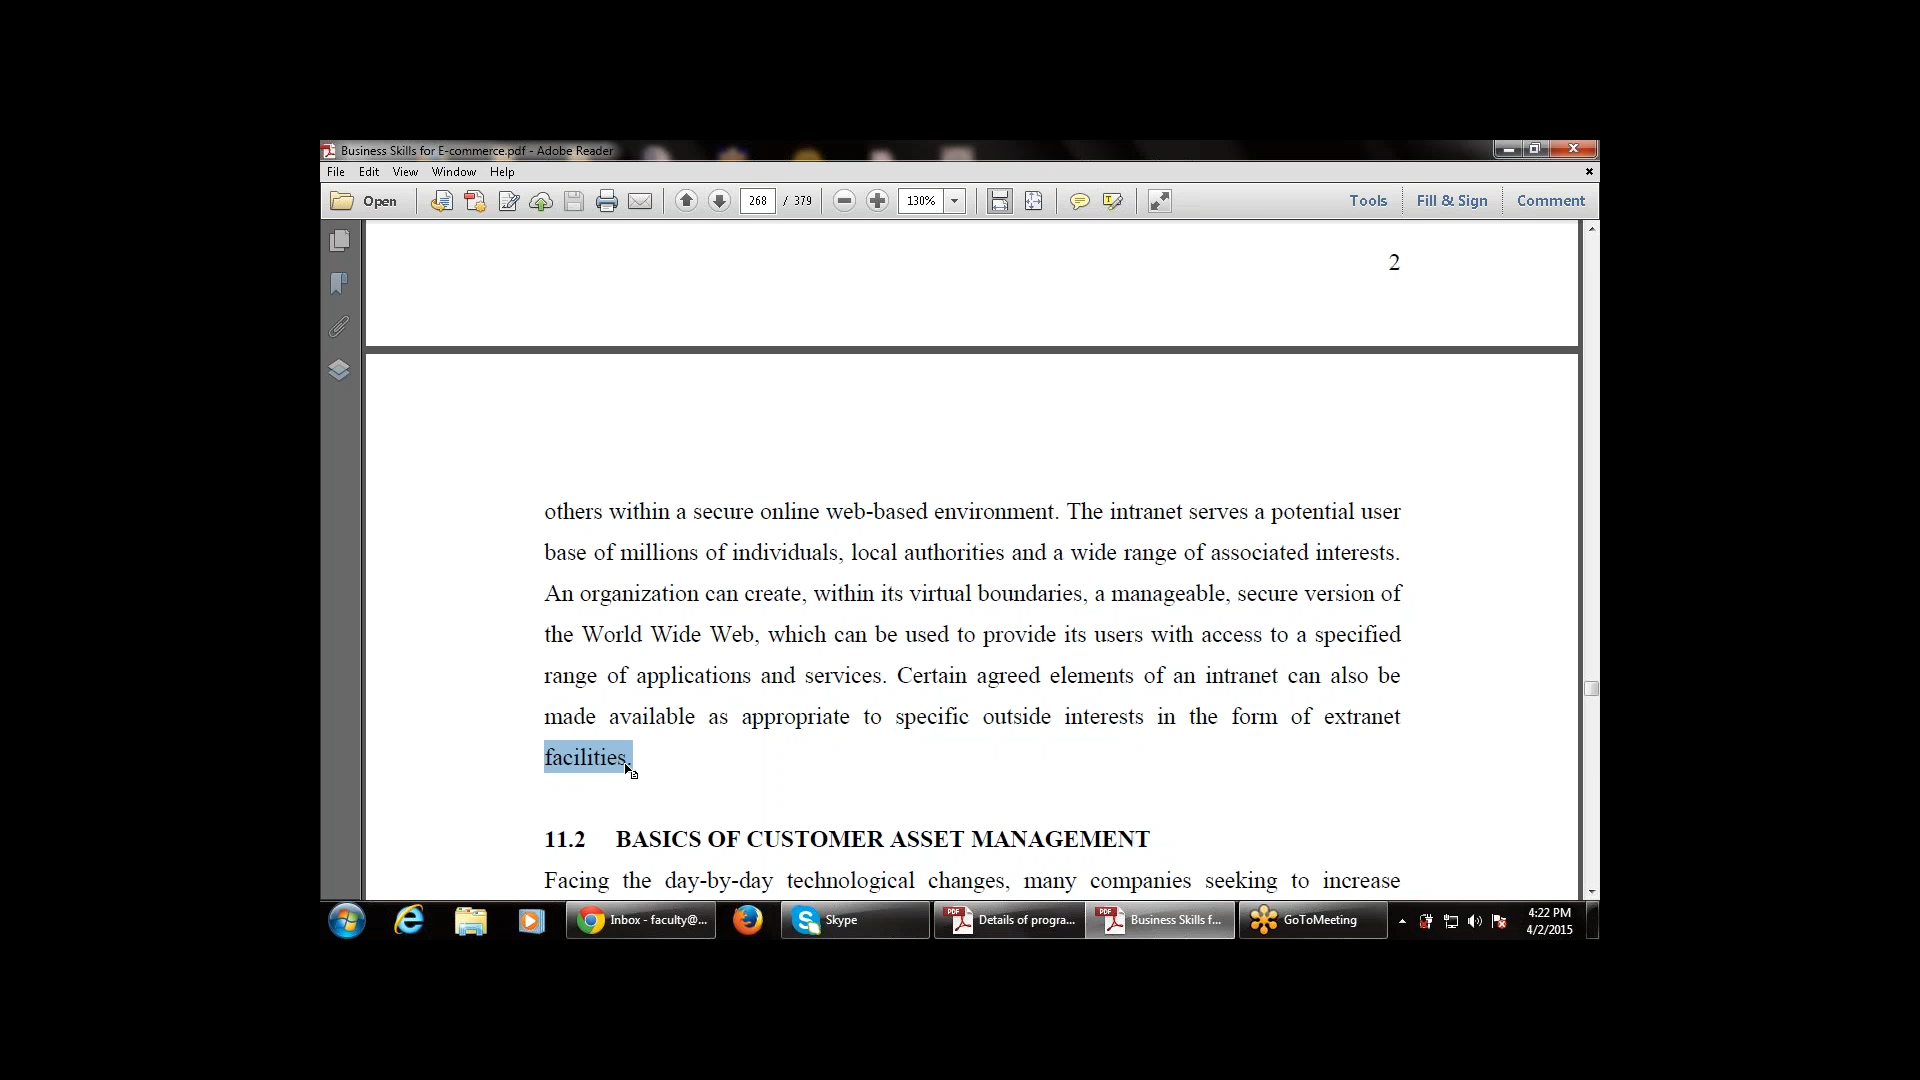 Business Skills for E-commerce.pdf - Adobe Reader
File Edit View Window Help
Open 268 / 379 130% Tools Fill & Sign Comment
2
others within a secure online web-based environment. The intranet serves a potential user
base of millions of individuals, local authorities and a wide range of associated interests.
An organization can create, within its virtual boundaries, a manageable, secure version of
the World Wide Web, which can be used to provide its users with access to a specified
range of applications and services. Certain agreed elements of an intranet can also be
made available as appropriate to specific outside interests in the form of extranet
facilities.
11.2 BASICS OF CUSTOMER ASSET MANAGEMENT
Facing the day-by-day technological changes, many companies seeking to increase
Inbox - faculty@... Skype Details of progra... Business Skills f... GoToMeeting 4:22 PM
4/2/2015